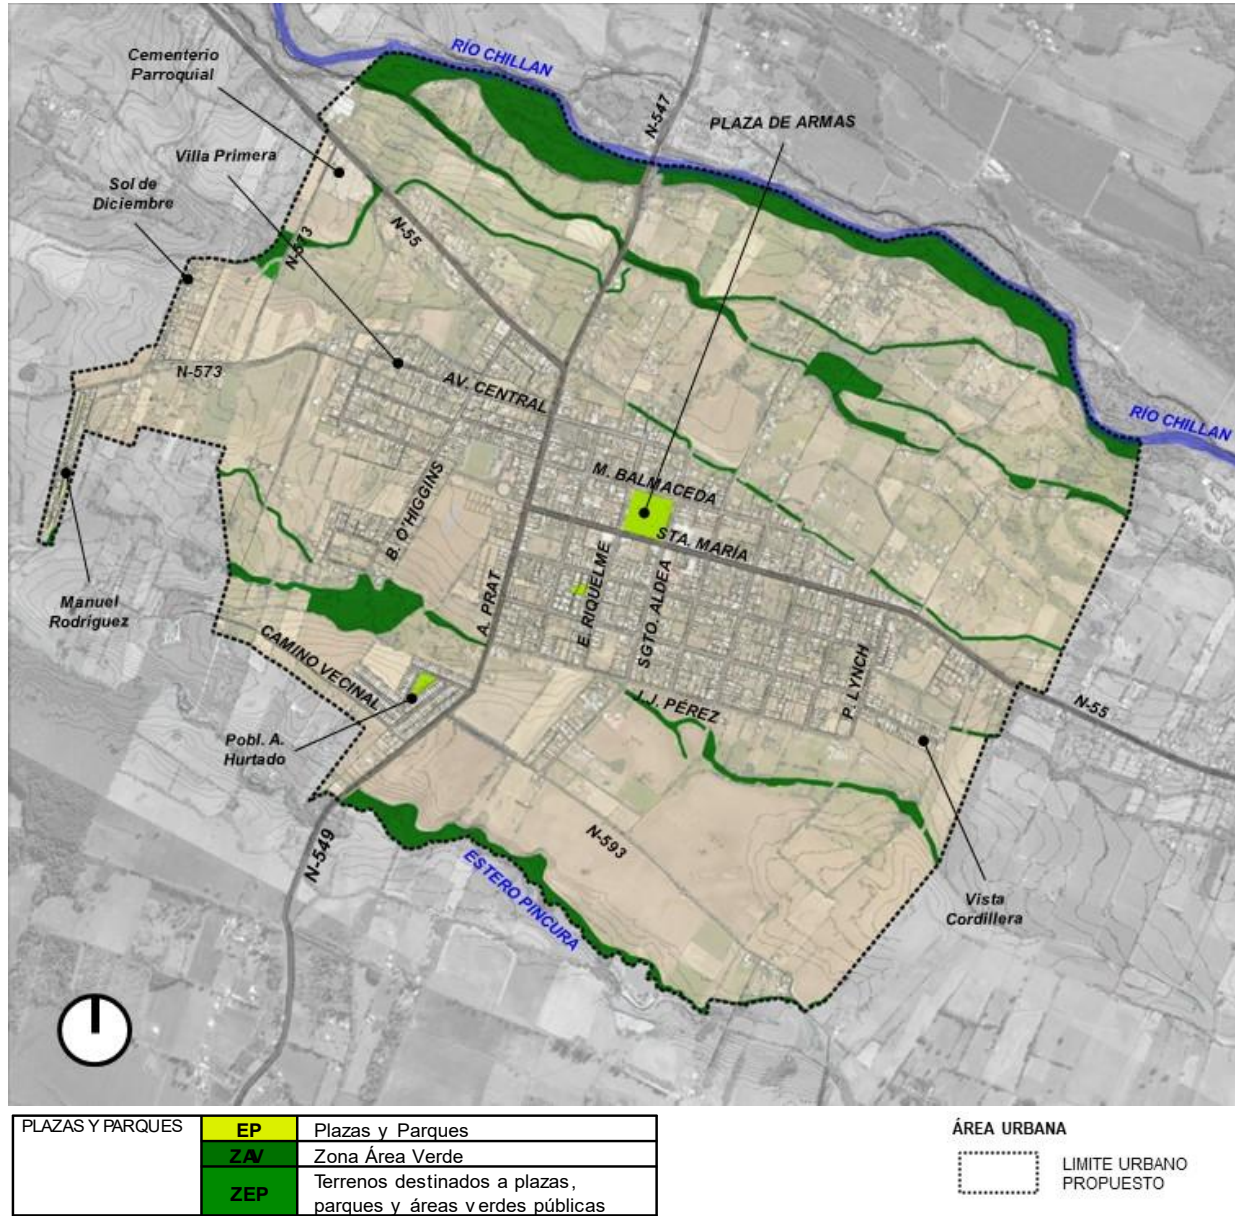 RÍO CHILLAN
Cementerio
Parroquial
N-547
PLAZA DE ARMAS
Villa Primera
Sol de
Diciembre
N-55
N-573
N-573
AV. CENTRAL
RÍO CHILLAN
M. BALMACEDA
B. O'HIGGINS
STA. MARÍA
A. PRAT
E. RIQUELME
SGTO. ALDEA
Manuel
Rodríguez
CAMINO VECINAL
P. LYNCH
J.J. PÉREZ
N-55
Pobl. A.
Hurtado
N-549
N-593
ESTERO PINCURA
Vista
Cordillera
PLAZAS Y PARQUES
EP Plazas y Parques
ZAV Zona Área Verde
ZEP Terrenos destinados a plazas,
parques y áreas verdes públicas
ÁREA URBANA
LIMITE URBANO
PROPUESTO